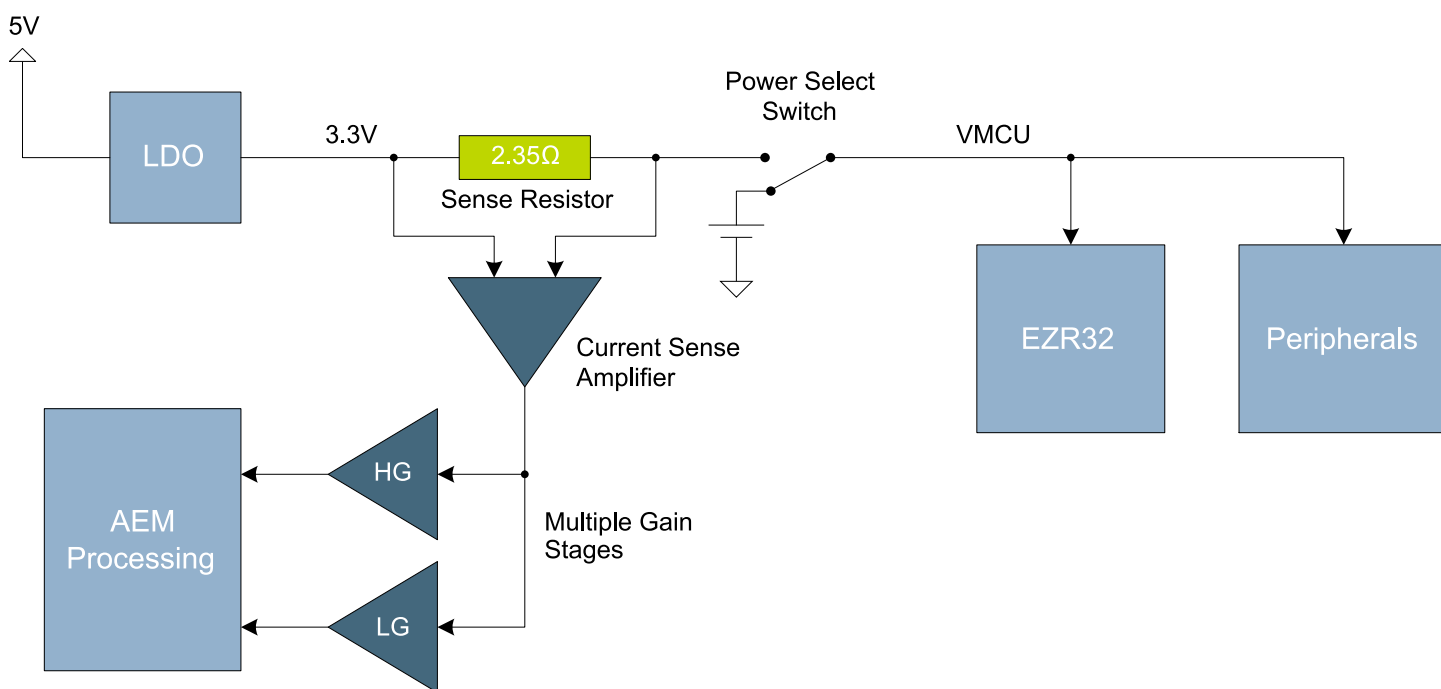 5V
LDO
3.3V
2.35Ω
Sense Resistor
Power Select
Switch
VMCU
EZR32
Peripherals
Current Sense
Amplifier
HG
AEM
Processing
Multiple Gain
Stages
LG